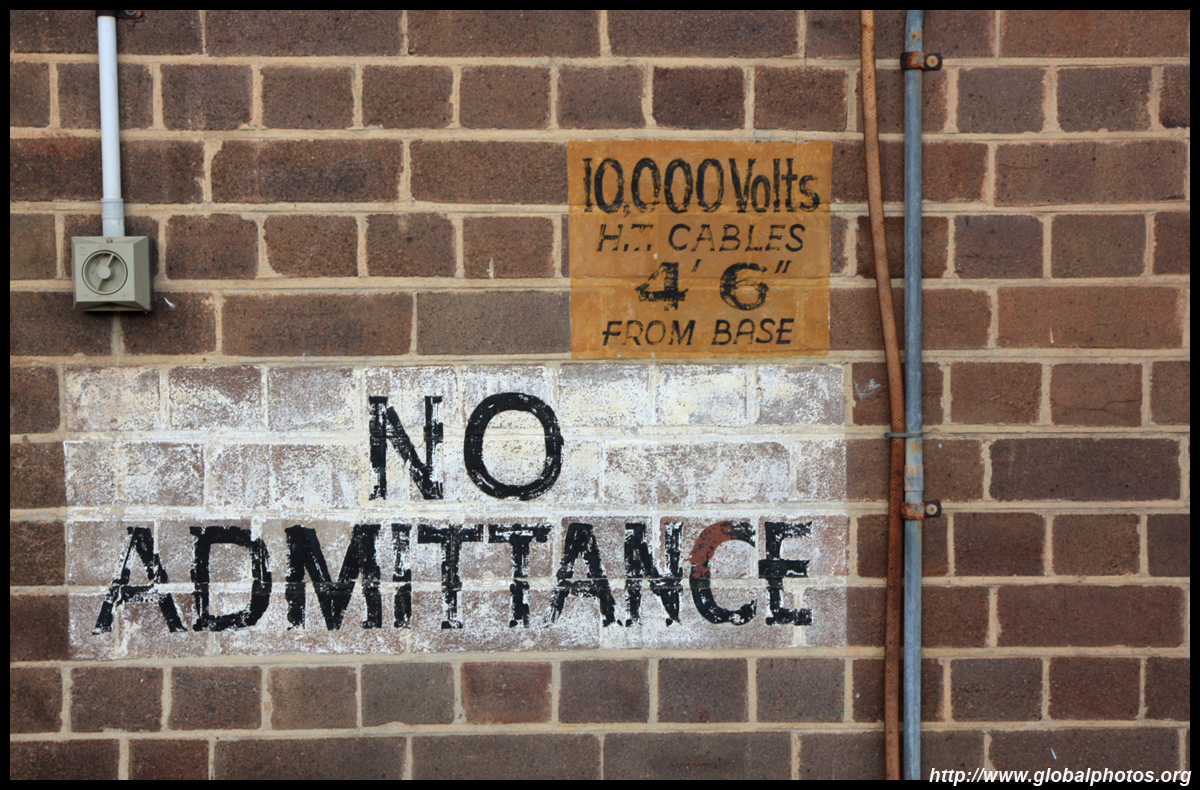 10,000 Volts
H.T. CABLES
4' 6"
FROM BASE
NO
ADMITTANCE
http://www.globalphotos.org